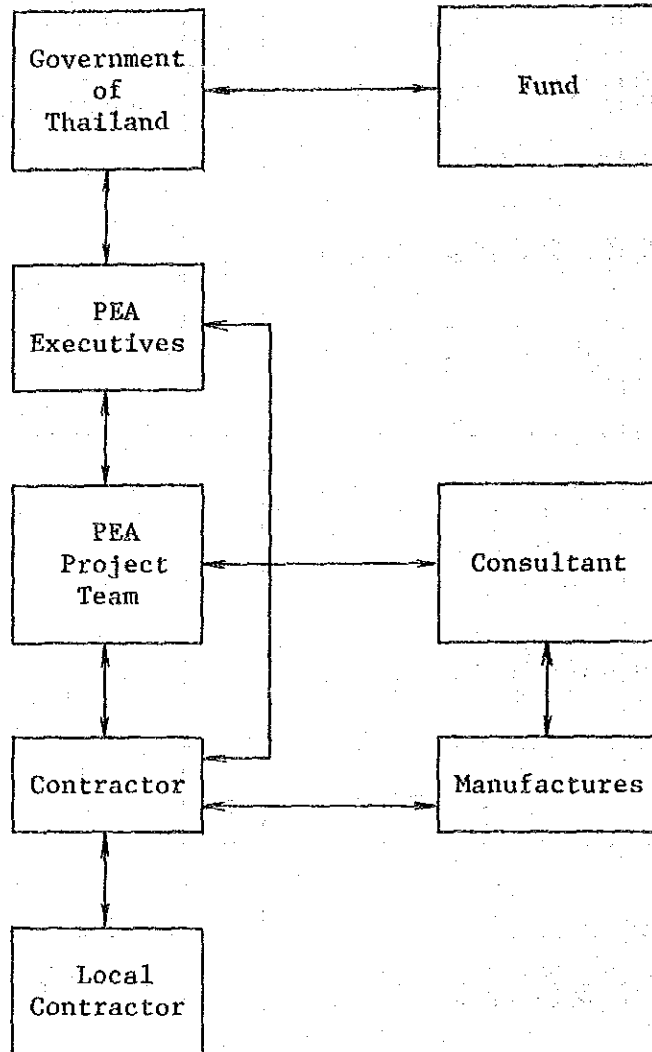 Government
of
Thailand
Fund
PEA
Executives
PEA
Project
Team
Consultant
Contractor
Manufactures
Local
Contractor